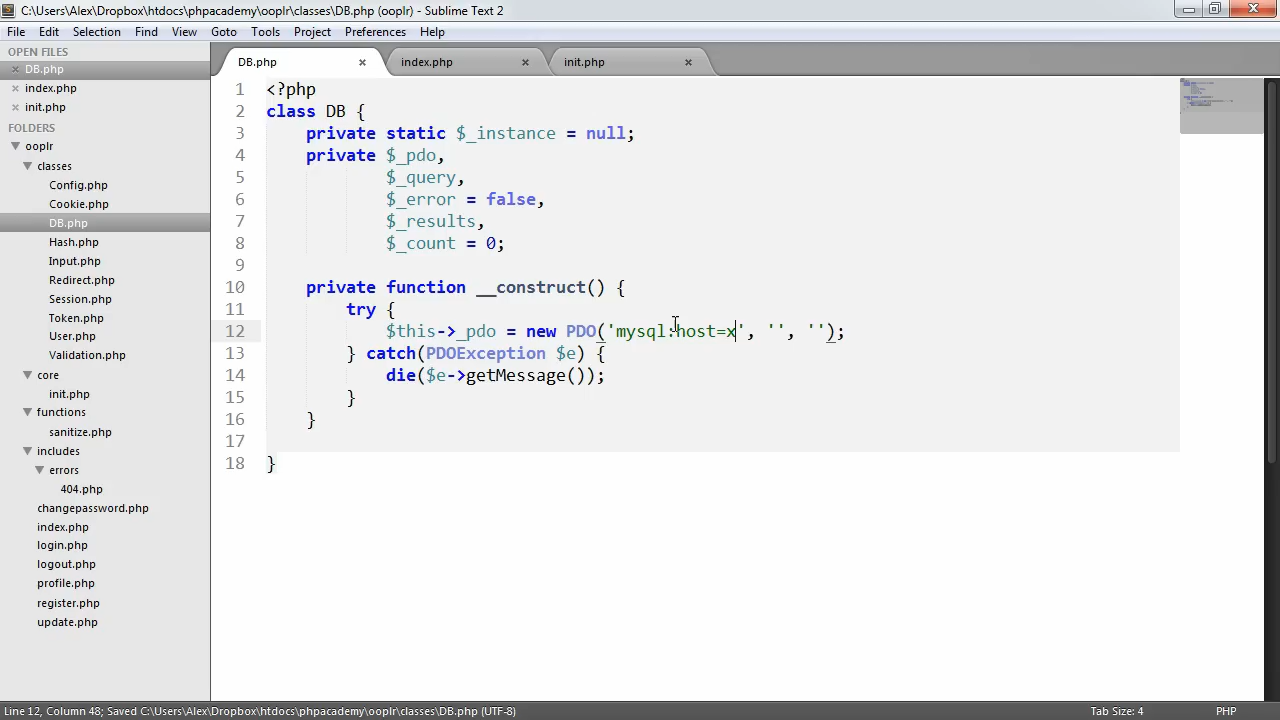 C:\Users\Alex\Dropbox\htdocs\phpacademy\ooplr\classes\DB.php (ooplr) - Sublime Text 2
File Edit Selection Find View Goto Tools Project Preferences Help
OPEN FILES
DB.php
index.php
init.php
FOLDERS
ooplr
classes
Config.php
Cookie.php
DB.php
Hash.php
Input.php
Redirect.php
Session.php
Token.php
User.php
Validation.php
core
init.php
functions
sanitize.php
includes
errors
404.php
changepassword.php
index.php
login.php
logout.php
profile.php
register.php
update.php
DB.php index.php init.php
1 <?php
2 class DB {
3 private static $_instance = null;
4 private $_pdo,
5 $_query,
6 $_error = false,
7 $_results,
8 $_count = 0;
9
10 private function __construct() {
11 try {
12 $this->_pdo = new PDO('mysql:host=x', '', '');
13 } catch(PDOException $e) {
14 die($e->getMessage());
15 }
16 }
17
18 }
Line 12, Column 48; Saved C:\Users\Alex\Dropbox\htdocs\phpacademy\ooplr\classes\DB.php (UTF-8)
Tab Size: 4 PHP